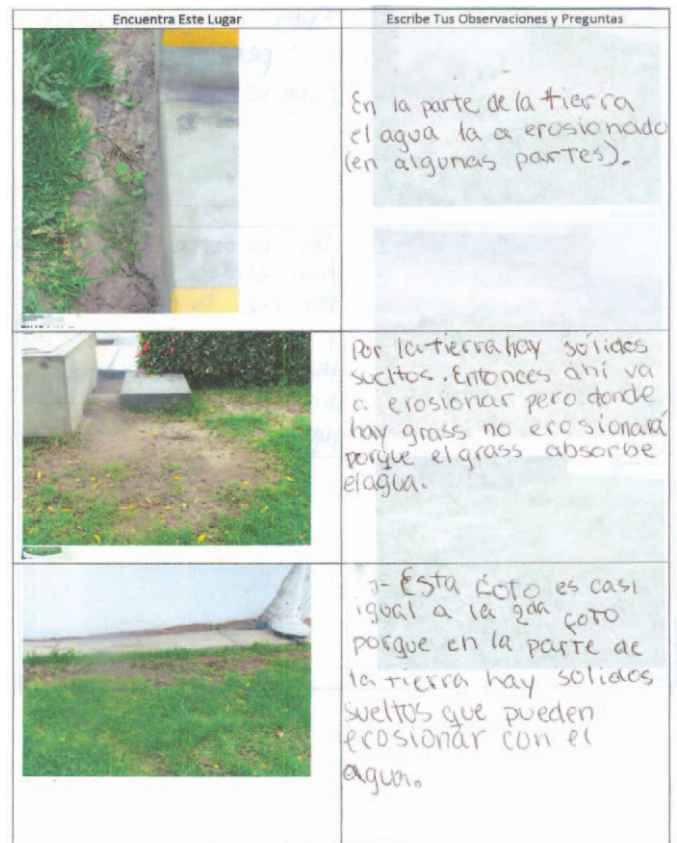 Encuentra Este Lugar
Escribe Tus Observaciones y Preguntas
En la parte de la tierra
el agua la a erosionado
(en algunas partes).
Por la tierra hay sólidos
sueltos. Entonces ahí va
a erosionar pero donde
hay grass no erosionará
porque el grass absorbe
el agua.
- Esta foto es casi
igual a la 2da foto
porque en la parte de
la tierra hay solidos
sueltos que pueden
erosionar con el
agua.